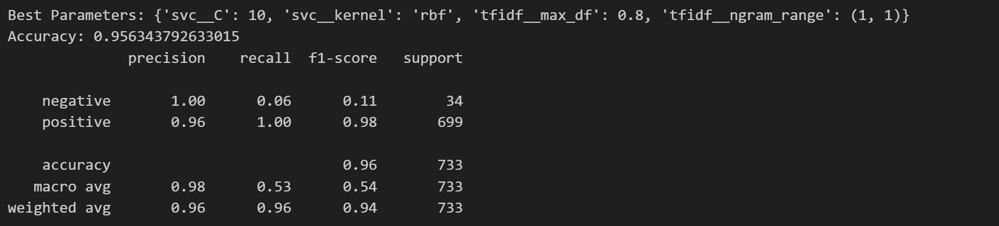 Best Parameters: {'svc__C': 10, 'svc__kernel': 'rbf', 'tfidf__max_df': 0.8, 'tfidf__ngram_range': (1, 1)}
Accuracy: 0.956343792633015
              precision    recall  f1-score   support

    negative       1.00      0.06      0.11        34
    positive       0.96      1.00      0.98       699

    accuracy                           0.96       733
   macro avg       0.98      0.53      0.54       733
weighted avg       0.96      0.96      0.94       733